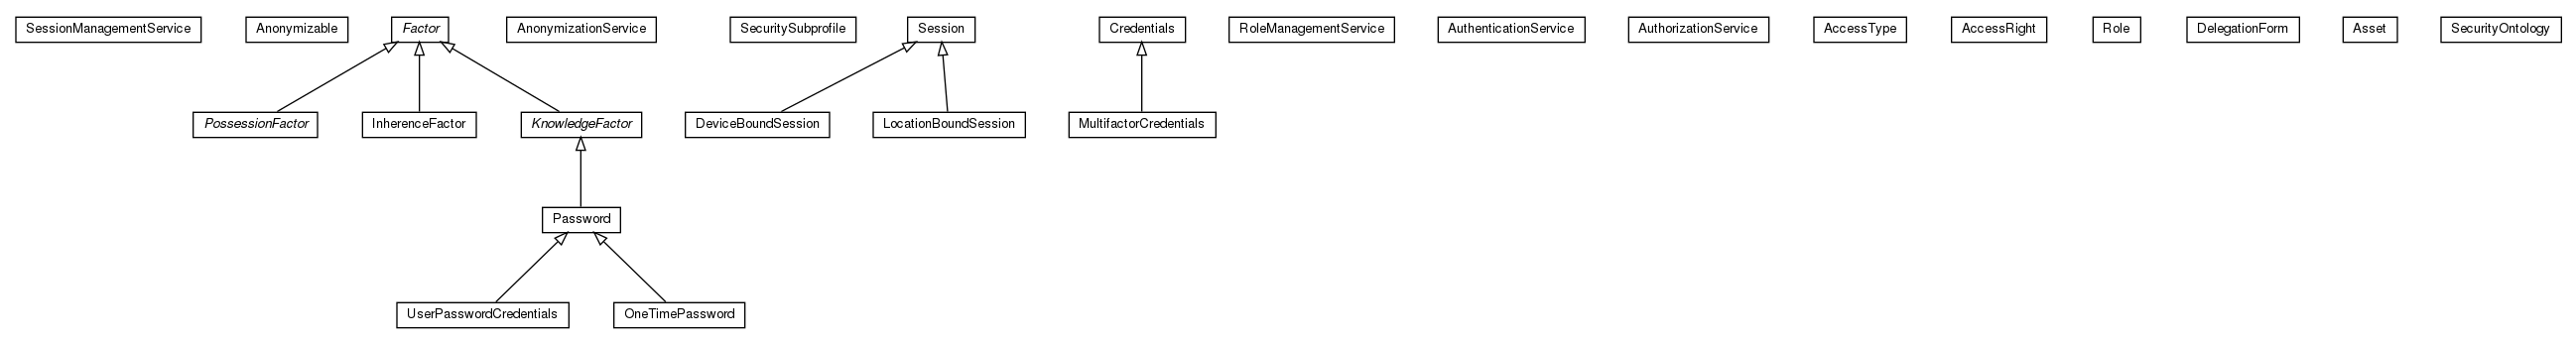 SessionManagementService
Anonymizable
Factor
AnonymizationService
SecuritySubprofile
Session
Credentials
RoleManagementService
AuthenticationService
AuthorizationService
AccessType
AccessRight
Role
DelegationForm
Asset
SecurityOntology
PossessionFactor
InherenceFactor
KnowledgeFactor
DeviceBoundSession
LocationBoundSession
MultifactorCredentials
Password
UserPasswordCredentials
OneTimePassword